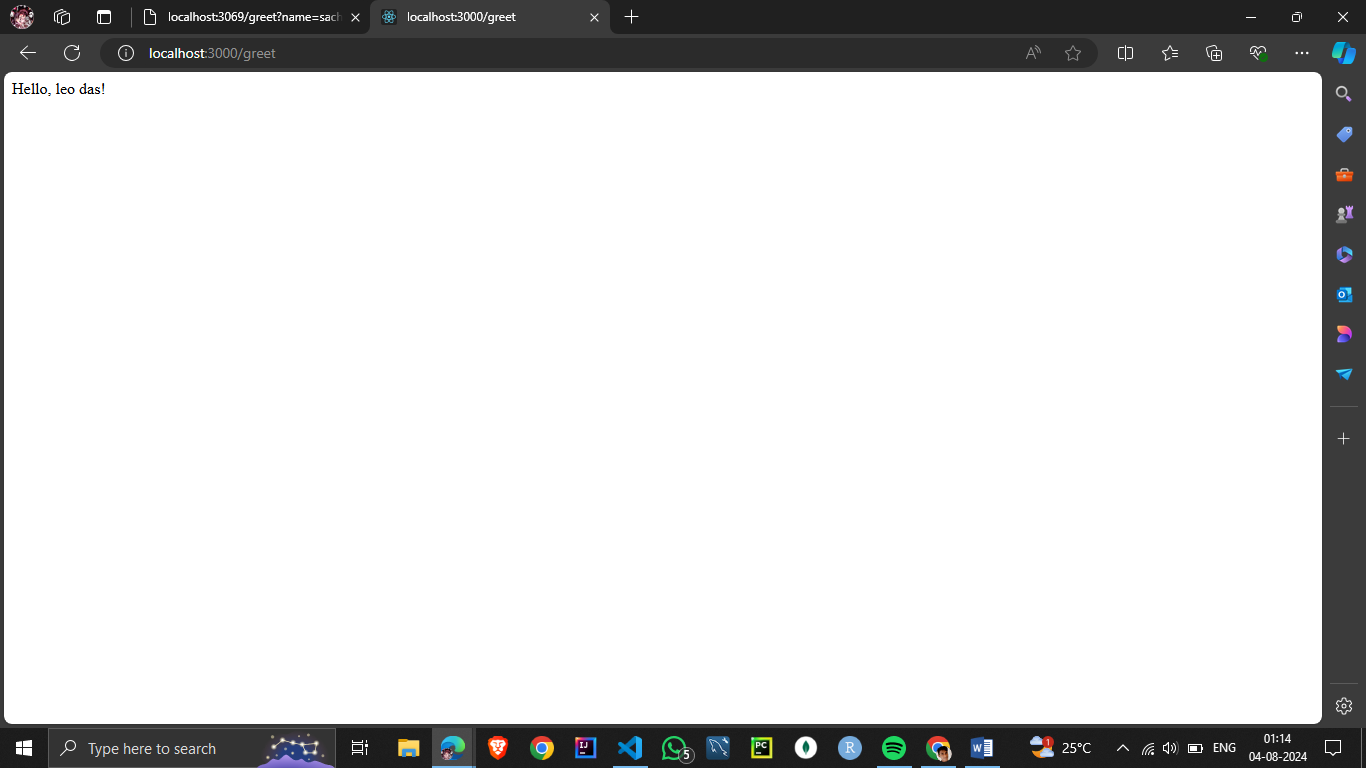 localhost:3069/greet?name=sach
localhost:3000/greet
localhost:3000/greet
Hello, leo das!
Type here to search
5
1
25°C
ENG
01:14
04-08-2024